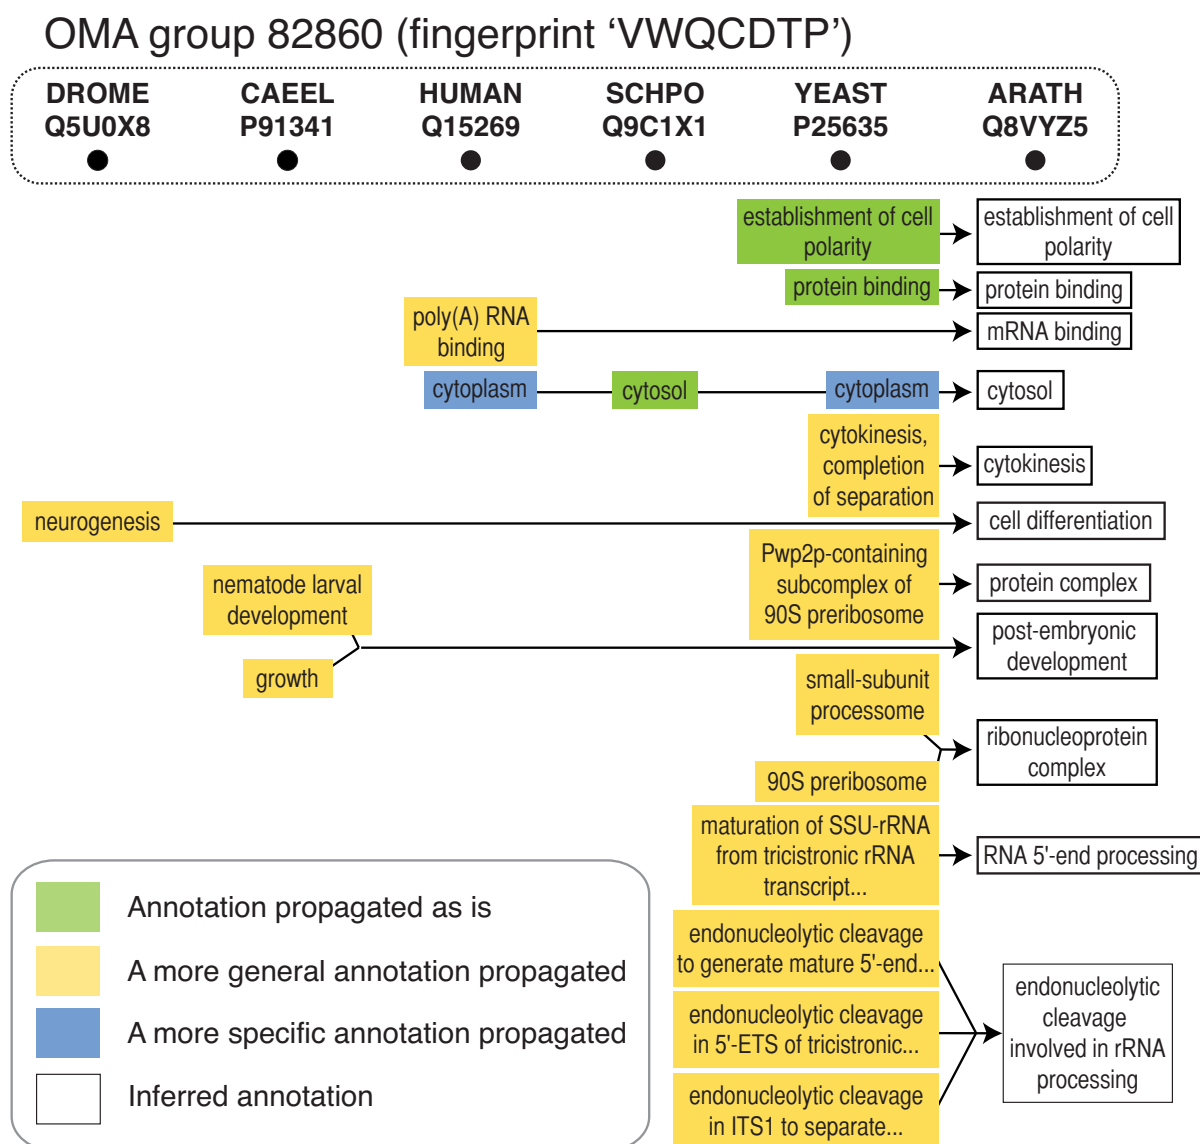 OMA group 82860 (fingerprint ‘VWQCDTP’)
DROME
Q5U0X8
CAEEL
P91341
HUMAN
Q15269
SCHPO
Q9C1X1
YEAST
P25635
ARATH
Q8VYZ5
establishment of cell
polarity
establishment of cell
polarity
protein binding
protein binding
poly(A) RNA
binding
mRNA binding
cytoplasm
cytosol
cytoplasm
cytosol
cytokinesis,
completion
of separation
cytokinesis
neurogenesis
cell differentiation
Pwp2p-containing
subcomplex of
90S preribosome
protein complex
nematode larval
development
growth
post-embryonic
development
small-subunit
processome
90S preribosome
ribonucleoprotein
complex
maturation of SSU-rRNA
from tricistronic rRNA
transcript...
RNA 5'-end processing
endonucleolytic cleavage
to generate mature 5'-end...
endonucleolytic cleavage
in 5'-ETS of tricistronic...
endonucleolytic cleavage
in ITS1 to separate...
endonucleolytic
cleavage
involved in rRNA
processing
Annotation propagated as is
A more general annotation propagated
A more specific annotation propagated
Inferred annotation